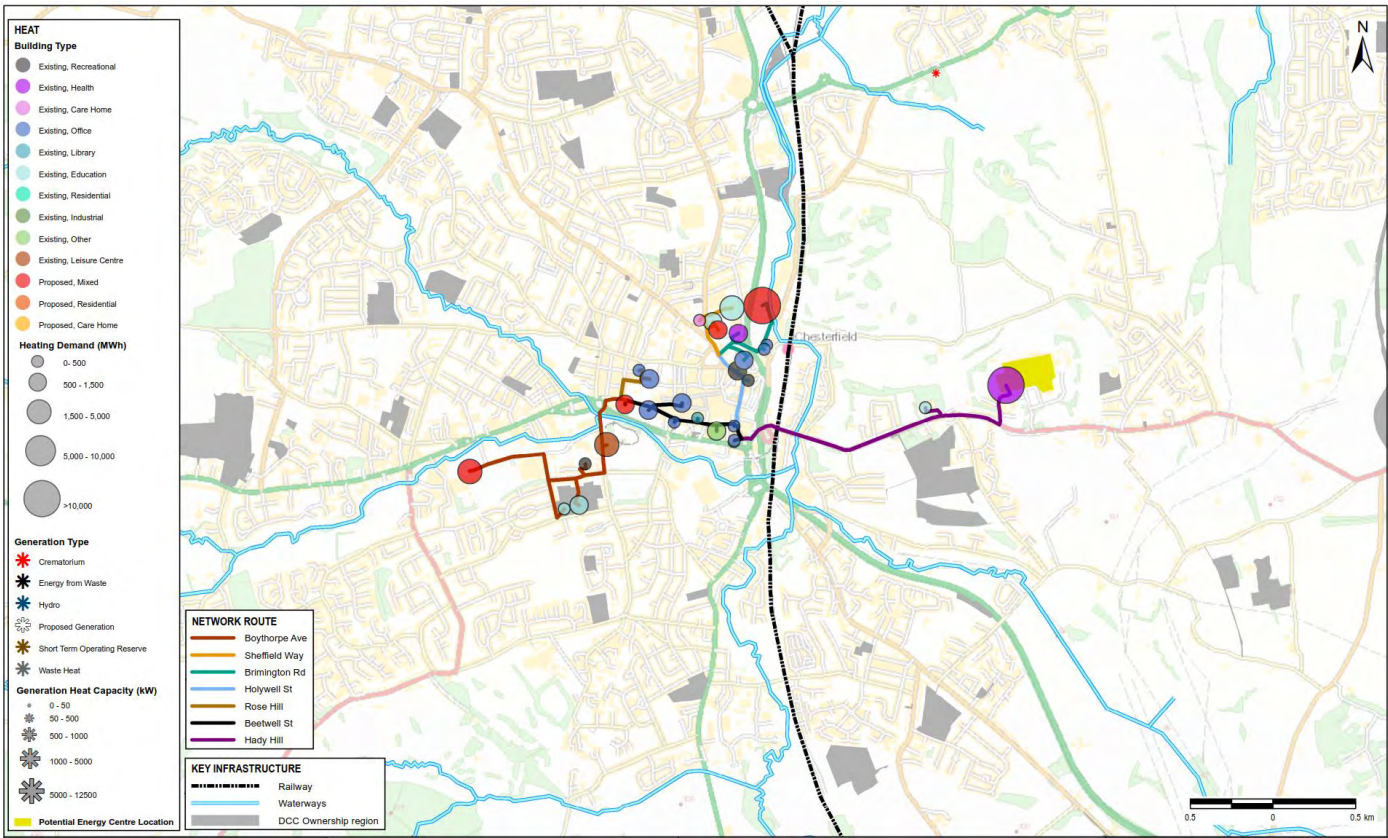 HEAT
Building Type
Existing, Recreational
Existing, Health
Existing, Care Home
Existing, Office
Existing, Library
Existing, Education
Existing, Residential
Existing, Industrial
Existing, Other
Existing, Leisure Centre
Proposed, Mixed
Proposed, Residential
Proposed, Care Home
Heating Demand (MWh)
0- 500
500 - 1,500
1,500 - 5,000
5,000 - 10,000
>10,000
Generation Type
Crematorium
Energy from Waste
Hydro
Proposed Generation
Short Term Operating Reserve
Waste Heat
Generation Heat Capacity (kW)
0 - 50
50 - 500
500 - 1000
1000 - 5000
5000 - 12500
Potential Energy Centre Location
NETWORK ROUTE
Boythorpe Ave
Sheffield Way
Brimington Rd
Holywell St
Rose Hill
Beetwell St
Hady Hill
KEY INFRASTRUCTURE
Railway
Waterways
DCC Ownership region
N
Chesterfield
0.5
0
0.5 km